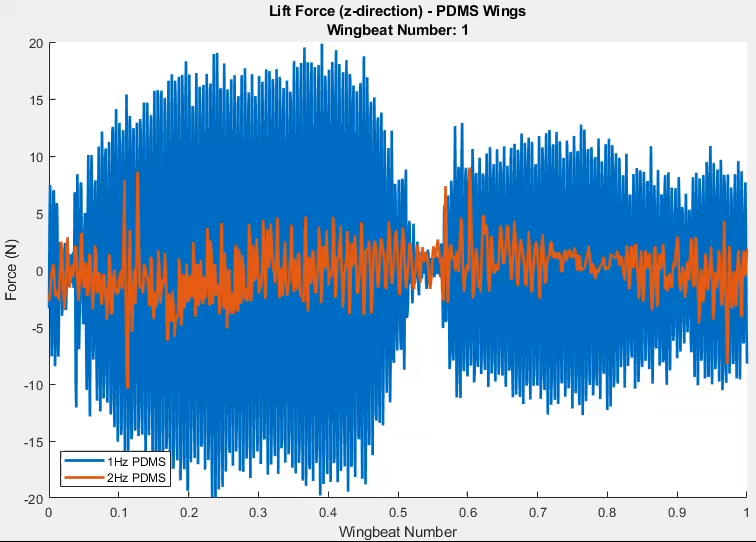 Lift Force (z-direction) - PDMS Wings
Wingbeat Number: 1
20
15
10
5
0
-5
-10
-15
-20
Force (N)
1Hz PDMS
2Hz PDMS
0 0.1 0.2 0.3 0.4 0.5 0.6 0.7 0.8 0.9 1
Wingbeat Number